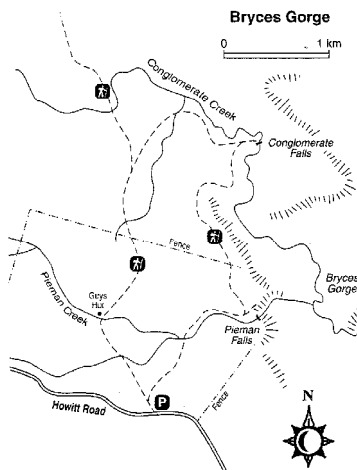 Bryces Gorge
0 1 km
Conglomerate Creek
Conglomerate
Falls
Fence
Bryces
Gorge
Guys
Hut
Pieman Creek
Pieman
Falls
Fence
Howitt Road
P
N